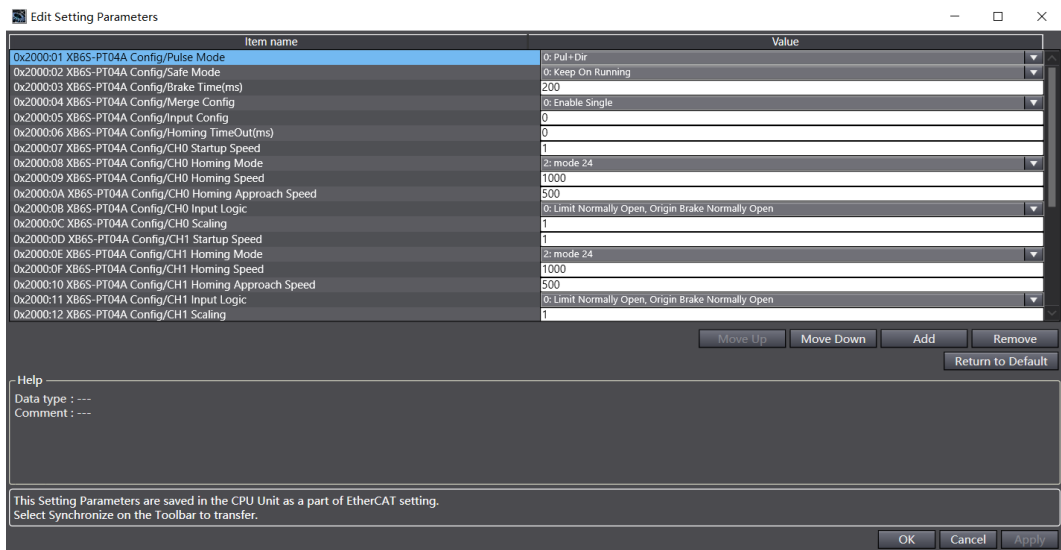 Edit Setting Parameters
Item name Value
0x2000:01 XB6S-PT04A Config/Pulse Mode 0: Pul+Dir
0x2000:02 XB6S-PT04A Config/Safe Mode 0: Keep On Running
0x2000:03 XB6S-PT04A Config/Brake Time(ms) 200
0x2000:04 XB6S-PT04A Config/Merge Config 0: Enable Single
0x2000:05 XB6S-PT04A Config/Input Config 0
0x2000:06 XB6S-PT04A Config/Homing TimeOut(ms) 0
0x2000:07 XB6S-PT04A Config/CH0 Startup Speed 1
0x2000:08 XB6S-PT04A Config/CH0 Homing Mode 2: mode 24
0x2000:09 XB6S-PT04A Config/CH0 Homing Speed 1000
0x2000:0A XB6S-PT04A Config/CH0 Homing Approach Speed 500
0x2000:0B XB6S-PT04A Config/CH0 Input Logic 0: Limit Normally Open, Origin Brake Normally Open
0x2000:0C XB6S-PT04A Config/CH0 Scaling 1
0x2000:0D XB6S-PT04A Config/CH1 Startup Speed 1
0x2000:0E XB6S-PT04A Config/CH1 Homing Mode 2: mode 24
0x2000:0F XB6S-PT04A Config/CH1 Homing Speed 1000
0x2000:10 XB6S-PT04A Config/CH1 Homing Approach Speed 500
0x2000:11 XB6S-PT04A Config/CH1 Input Logic 0: Limit Normally Open, Origin Brake Normally Open
0x2000:12 XB6S-PT04A Config/CH1 Scaling 1
Move Up Move Down Add Remove
Return to Default
Help
Data type : ---
Comment : ---
This Setting Parameters are saved in the CPU Unit as a part of EtherCAT setting.
Select Synchronize on the Toolbar to transfer.
OK Cancel Apply